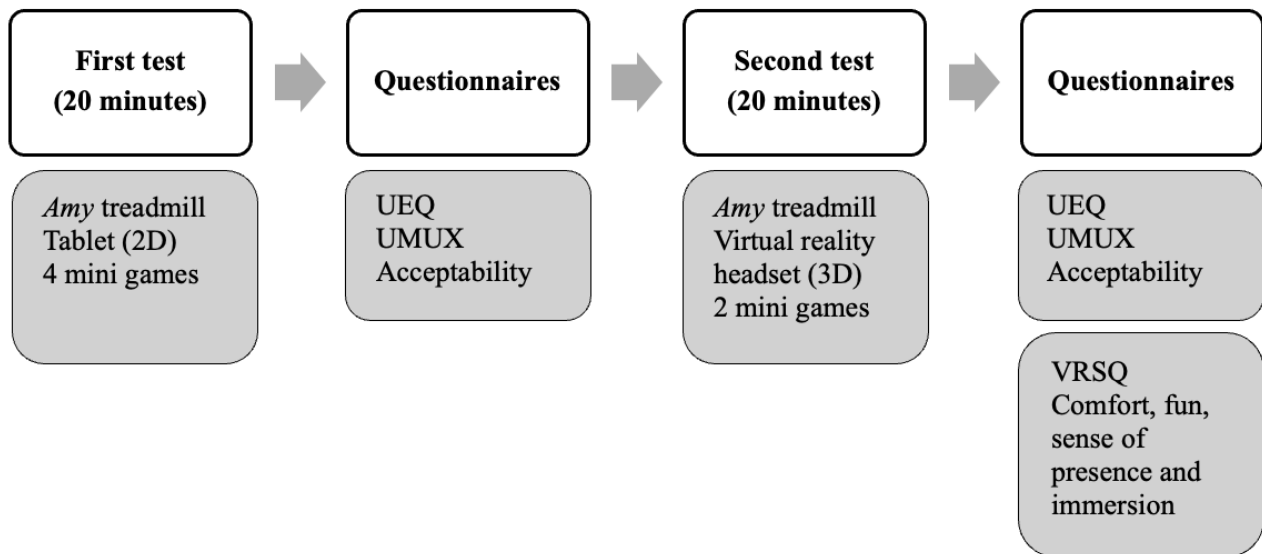 First test
(20 minutes)
Questionnaires
Second test
(20 minutes)
Questionnaires
Amy treadmill
Tablet (2D)
4 mini games
UEQ
UMUX
Acceptability
Amy treadmill
Virtual reality
headset (3D)
2 mini games
UEQ
UMUX
Acceptability
VRSQ
Comfort, fun,
sense of
presence and
immersion